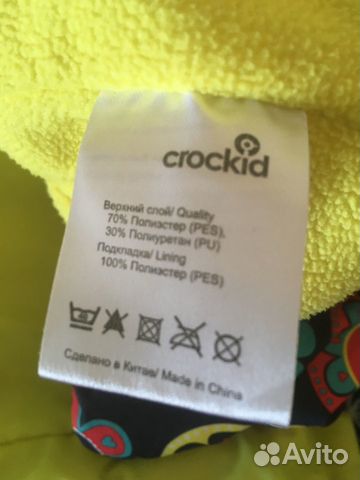 crockid
Верхний слой/ Quality
70% Полиэстер (PES),
30% Полиуретан (PU)
Подкладка/ Lining
100% Полиэстер (PES)
Сделано в Китае/ Made in China
Avito